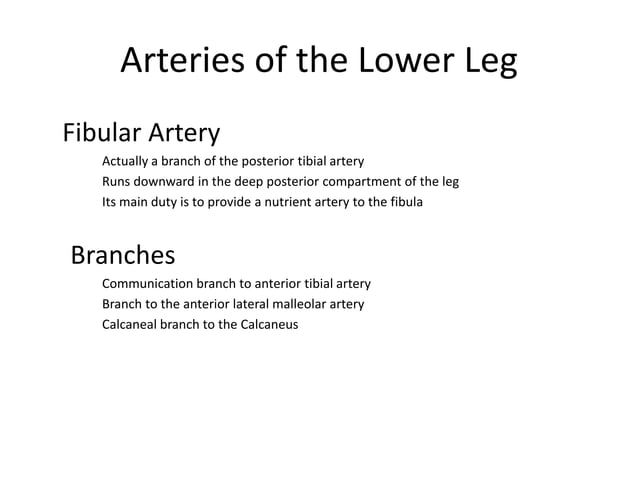 Arteries of the Lower Leg
Fibular Artery
Actually a branch of the posterior tibial artery
Runs downward in the deep posterior compartment of the leg
Its main duty is to provide a nutrient artery to the fibula
Branches
Communication branch to anterior tibial artery
Branch to the anterior lateral malleolar artery
Calcaneal branch to the Calcaneus